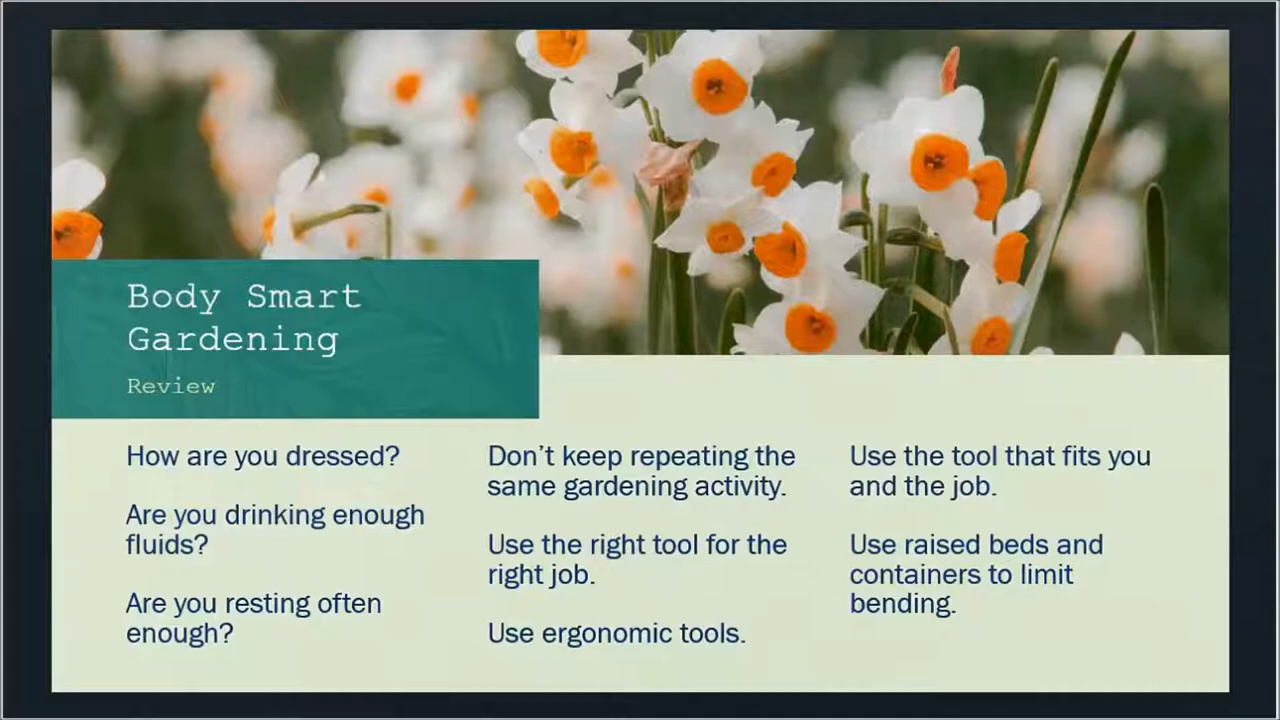 Body Smart
Gardening
Review
How are you dressed?
Are you drinking enough
fluids?
Are you resting often
enough?
Don’t keep repeating the
same gardening activity.
Use the right tool for the
right job.
Use ergonomic tools.
Use the tool that fits you
and the job.
Use raised beds and
containers to limit
bending.